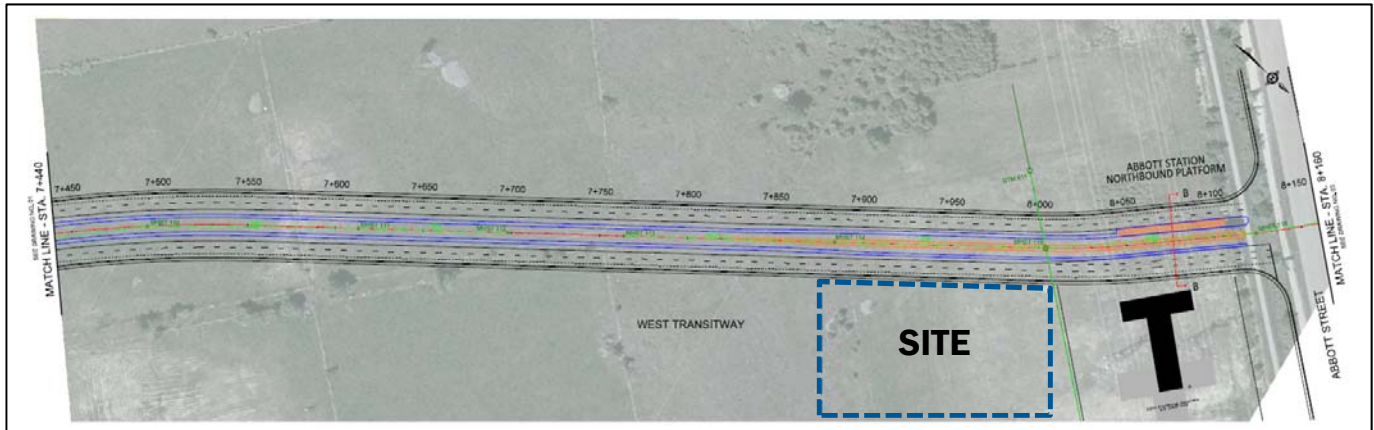 MATCH LINE - STA. 7+440
7+450
7+500
7+550
7+600
7+650
7+700
7+750
7+800
7+850
7+900
7+950
8+000
8+050
8+100
8+150
ABBOTT STATION
NORTHBOUND PLATFORM
B
B
MATCH LINE - STA. 8+160
ABBOTT STREET
WEST TRANSITWAY
SITE